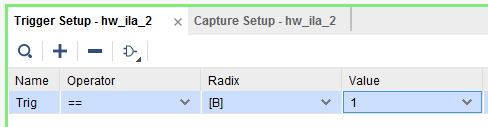 Trigger Setup - hw_ila_2 × Capture Setup - hw_ila_2
Name Operator Radix Value
Trig == [B] 1